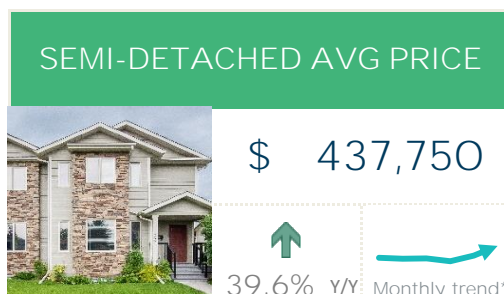 SEMI-DETACHED AVG PRICE
$ 437,750
39.6% Y/Y
Monthly trend*